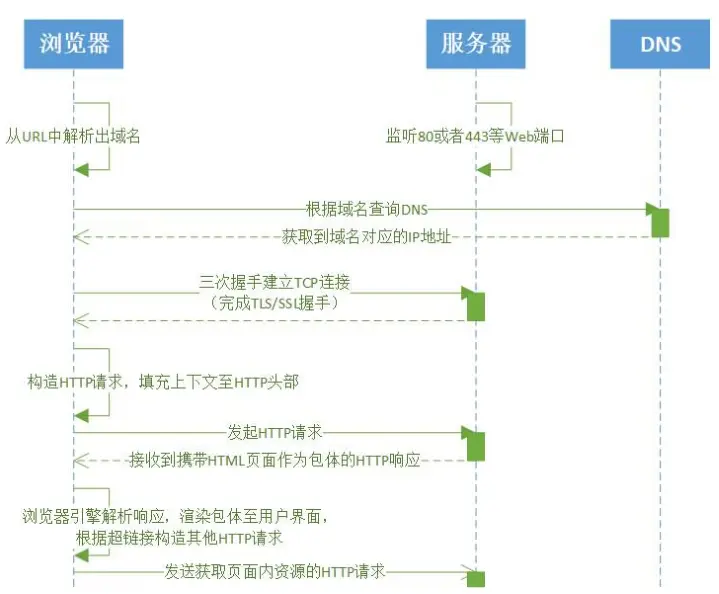 浏览器
服务器
DNS
从URL中解析出域名
监听80或者443等Web端口
根据域名查询DNS
获取到域名对应的IP地址
三次握手建立TCP连接
（完成TLS/SSL握手）
构造HTTP请求，填充上下文至HTTP头部
发起HTTP请求
接收到携带HTML页面作为包体的HTTP响应
浏览器引擎解析响应，渲染包体至用户界面，
根据超链接构造其他HTTP请求
发送获取页面内资源的HTTP请求